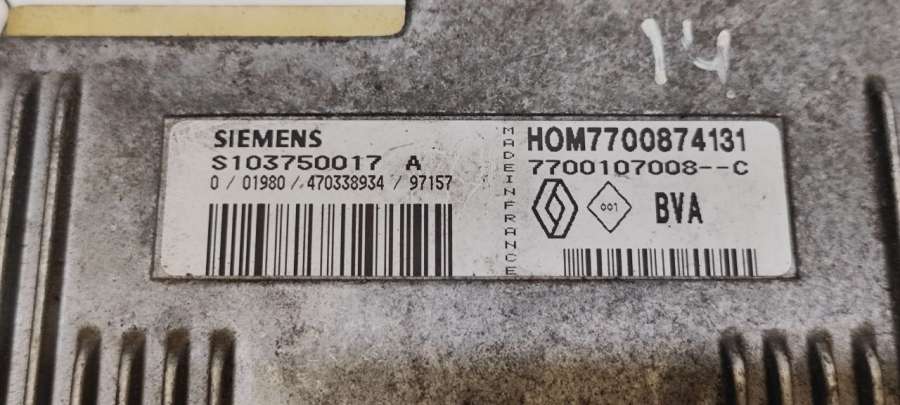 14
SIEMENS
S103750017 A
0 / 01980 / 470338934 / 97157
MADEINFRANCE
HOM7700874131
7700107008--C
001
BVA